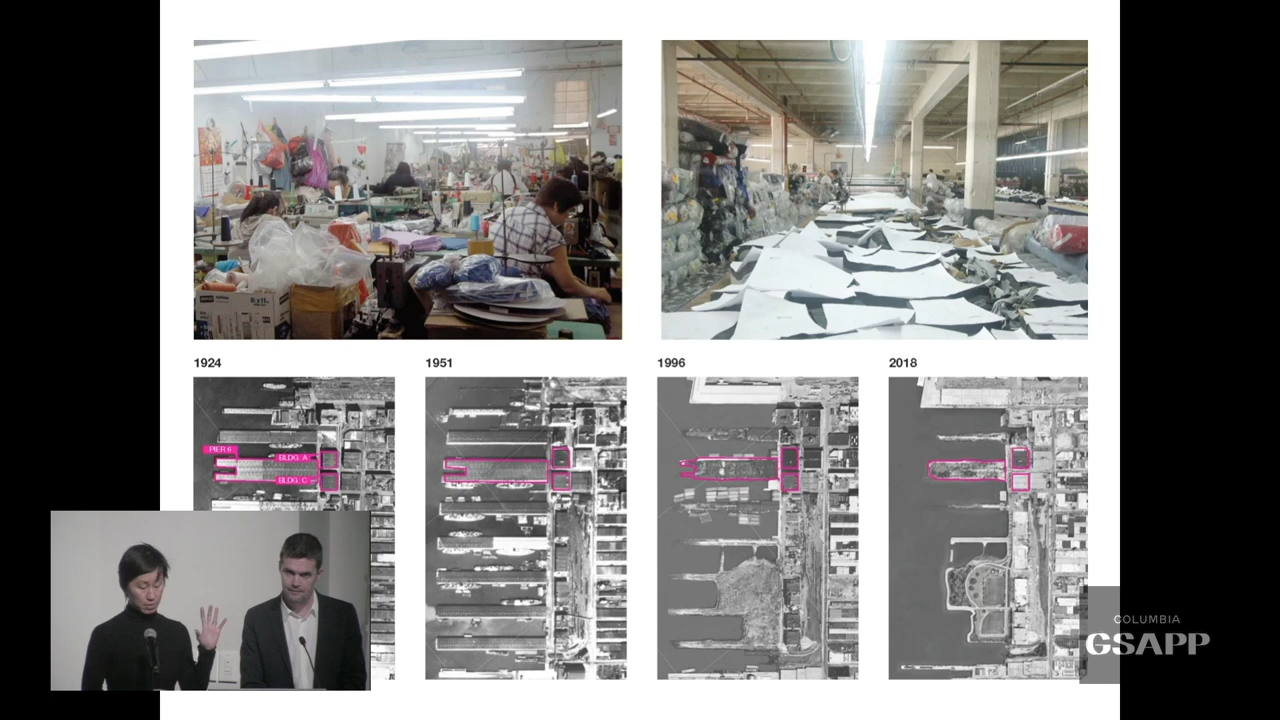 1924
1951
1996
2018
PIER 6
BLDG. A
BLDG. C
COLUMBIA
GSAPP